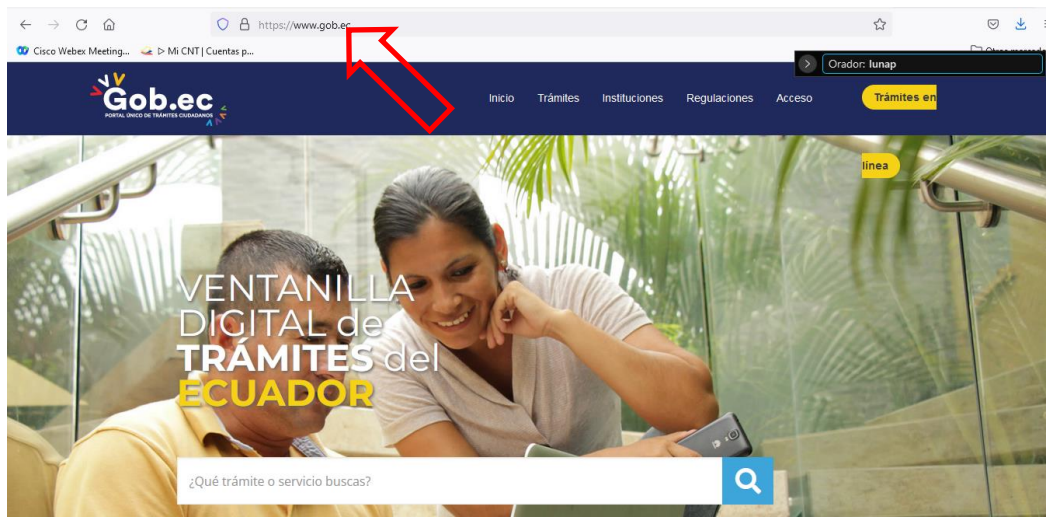 https://www.gob.ec
Cisco Webex Meeting... Mi CNT | Cuentas p...
Orador: lunap
Gob.ec
PORTAL ÚNICO DE TRÁMITES CIUDADANOS
Inicio Trámites Instituciones Regulaciones Acceso Trámites en
línea
VENTANILLA
DIGITAL de
TRÁMITES del
ECUADOR
¿Qué trámite o servicio buscas?